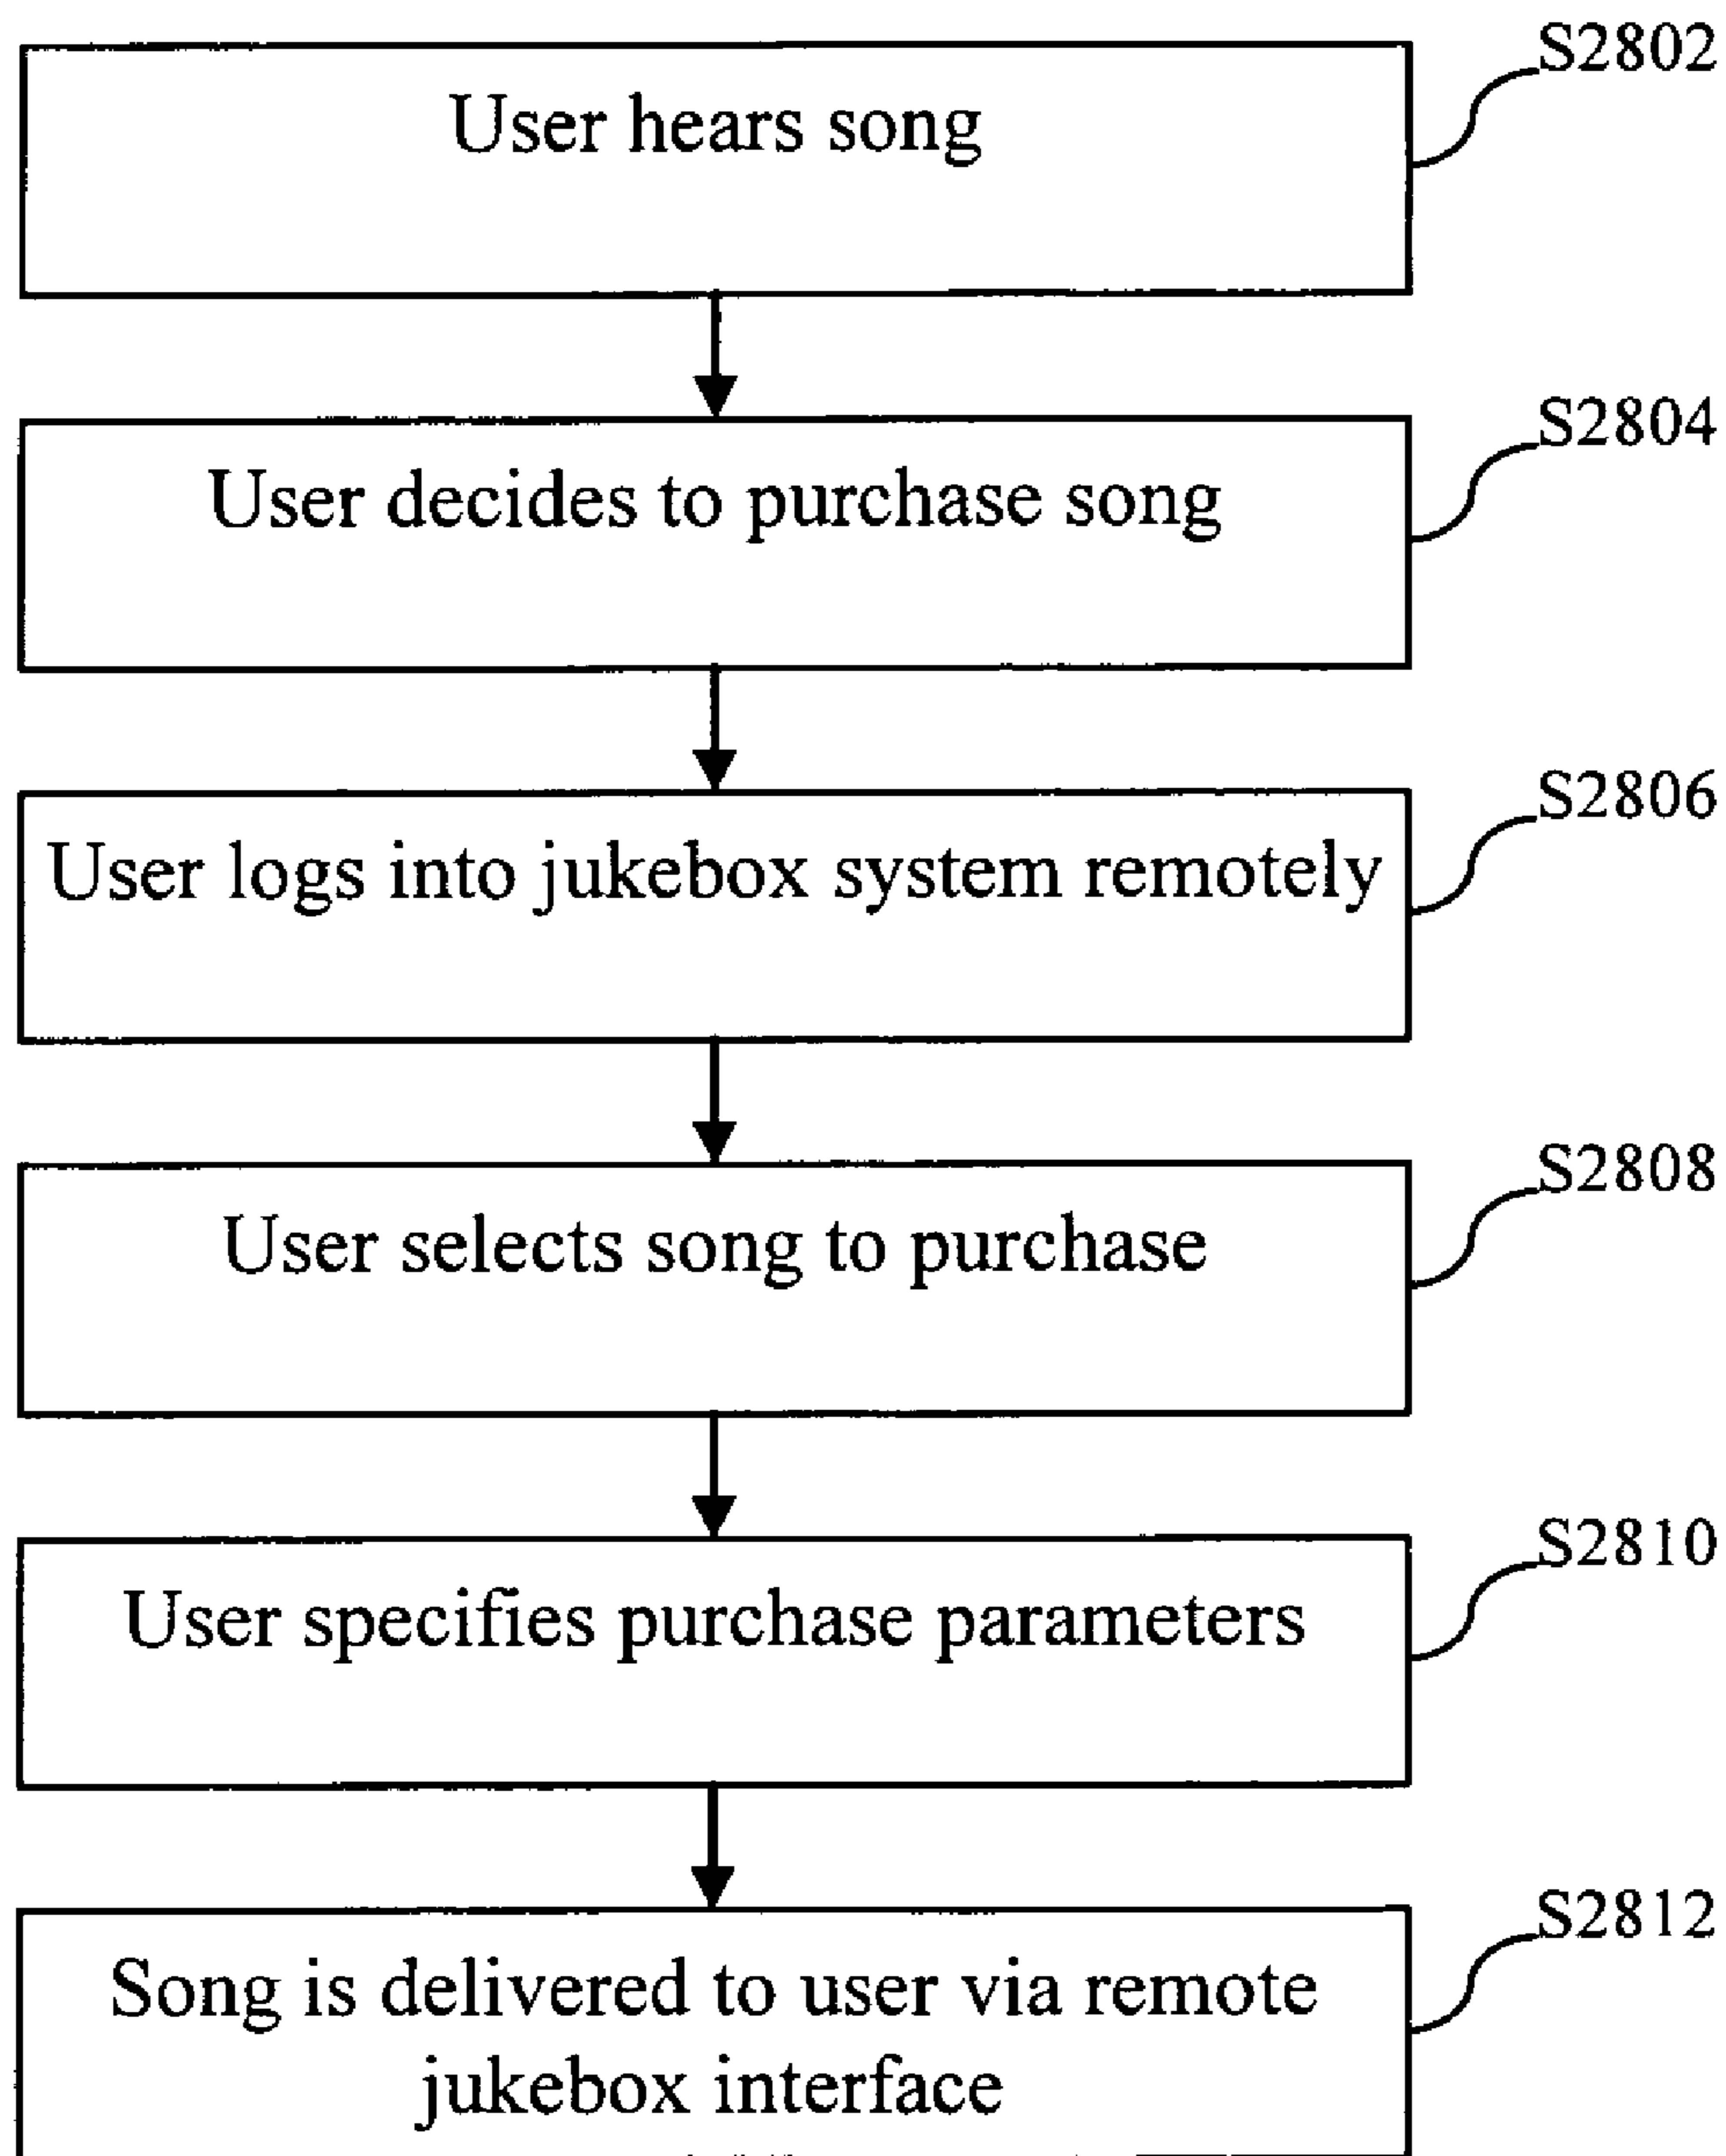 S2802
User hears song
S2804
User decides to purchase song
S2806
User logs into jukebox system remotely
S2808
User selects song to purchase
S2810
User specifies purchase parameters
S2812
Song is delivered to user via remote
jukebox interface